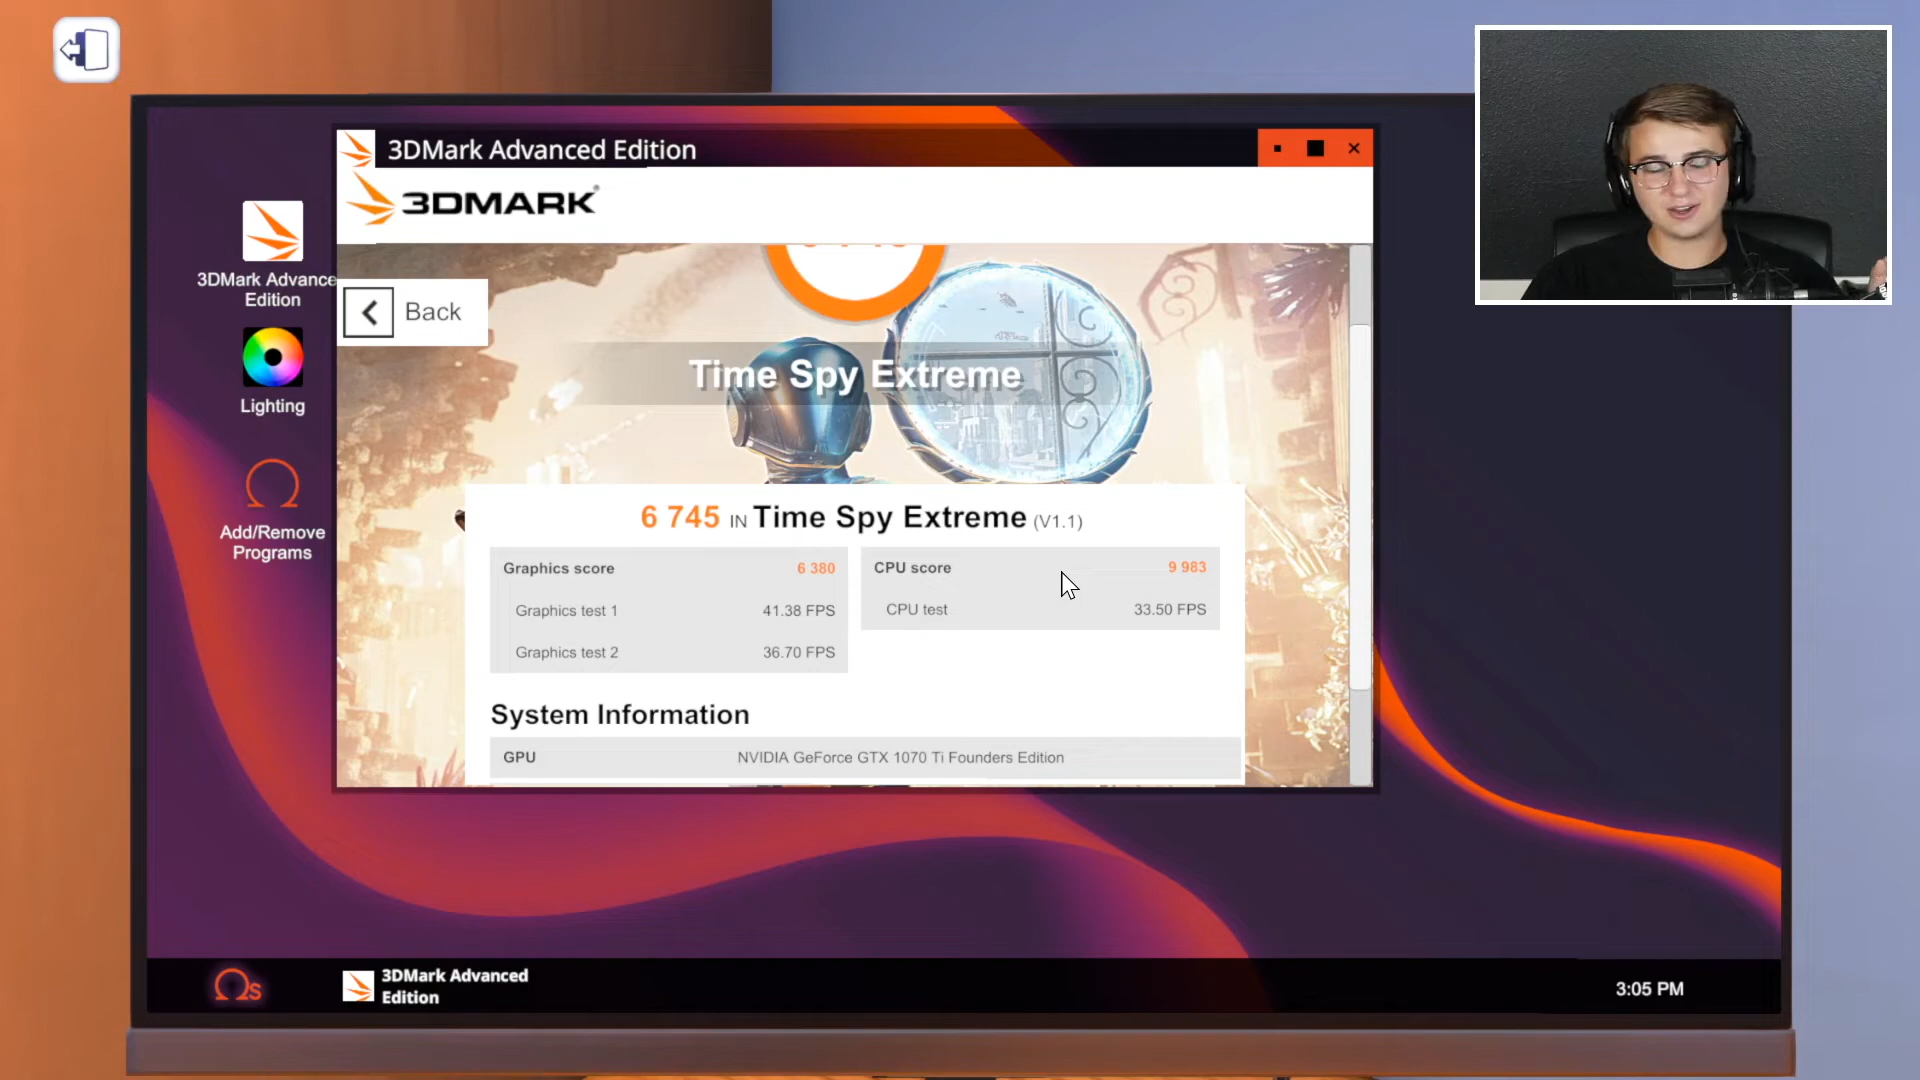 3DMark Advanced Edition
3DMARK
3DMark Advance
Edition
Back
Lighting
Time Spy Extreme
Add/Remove
Programs
6 745 IN Time Spy Extreme (V1.1)
Graphics score 6 380
Graphics test 1 41.38 FPS
Graphics test 2 36.70 FPS
CPU score 9 983
CPU test 33.50 FPS
System Information
GPU NVIDIA GeForce GTX 1070 Ti Founders Edition
Ωs
3DMark Advanced
Edition
3:05 PM